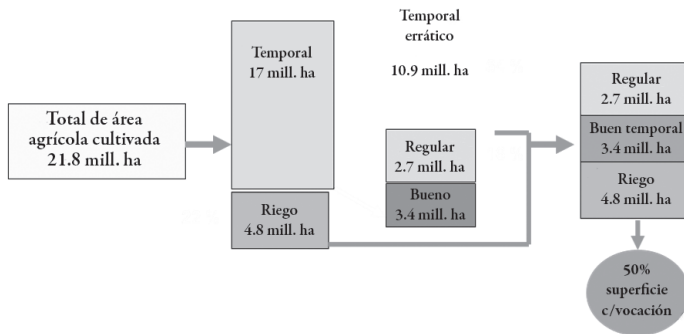 Total de área
agrícola cultivada
21.8 mill. ha
Temporal
17 mill. ha
Riego
4.8 mill. ha
Temporal
errático
10.9 mill. ha
Regular
2.7 mill. ha
Bueno
3.4 mill. ha
Regular
2.7 mill. ha
Buen temporal
3.4 mill. ha
Riego
4.8 mill. ha
50%
superficie
c/vocación